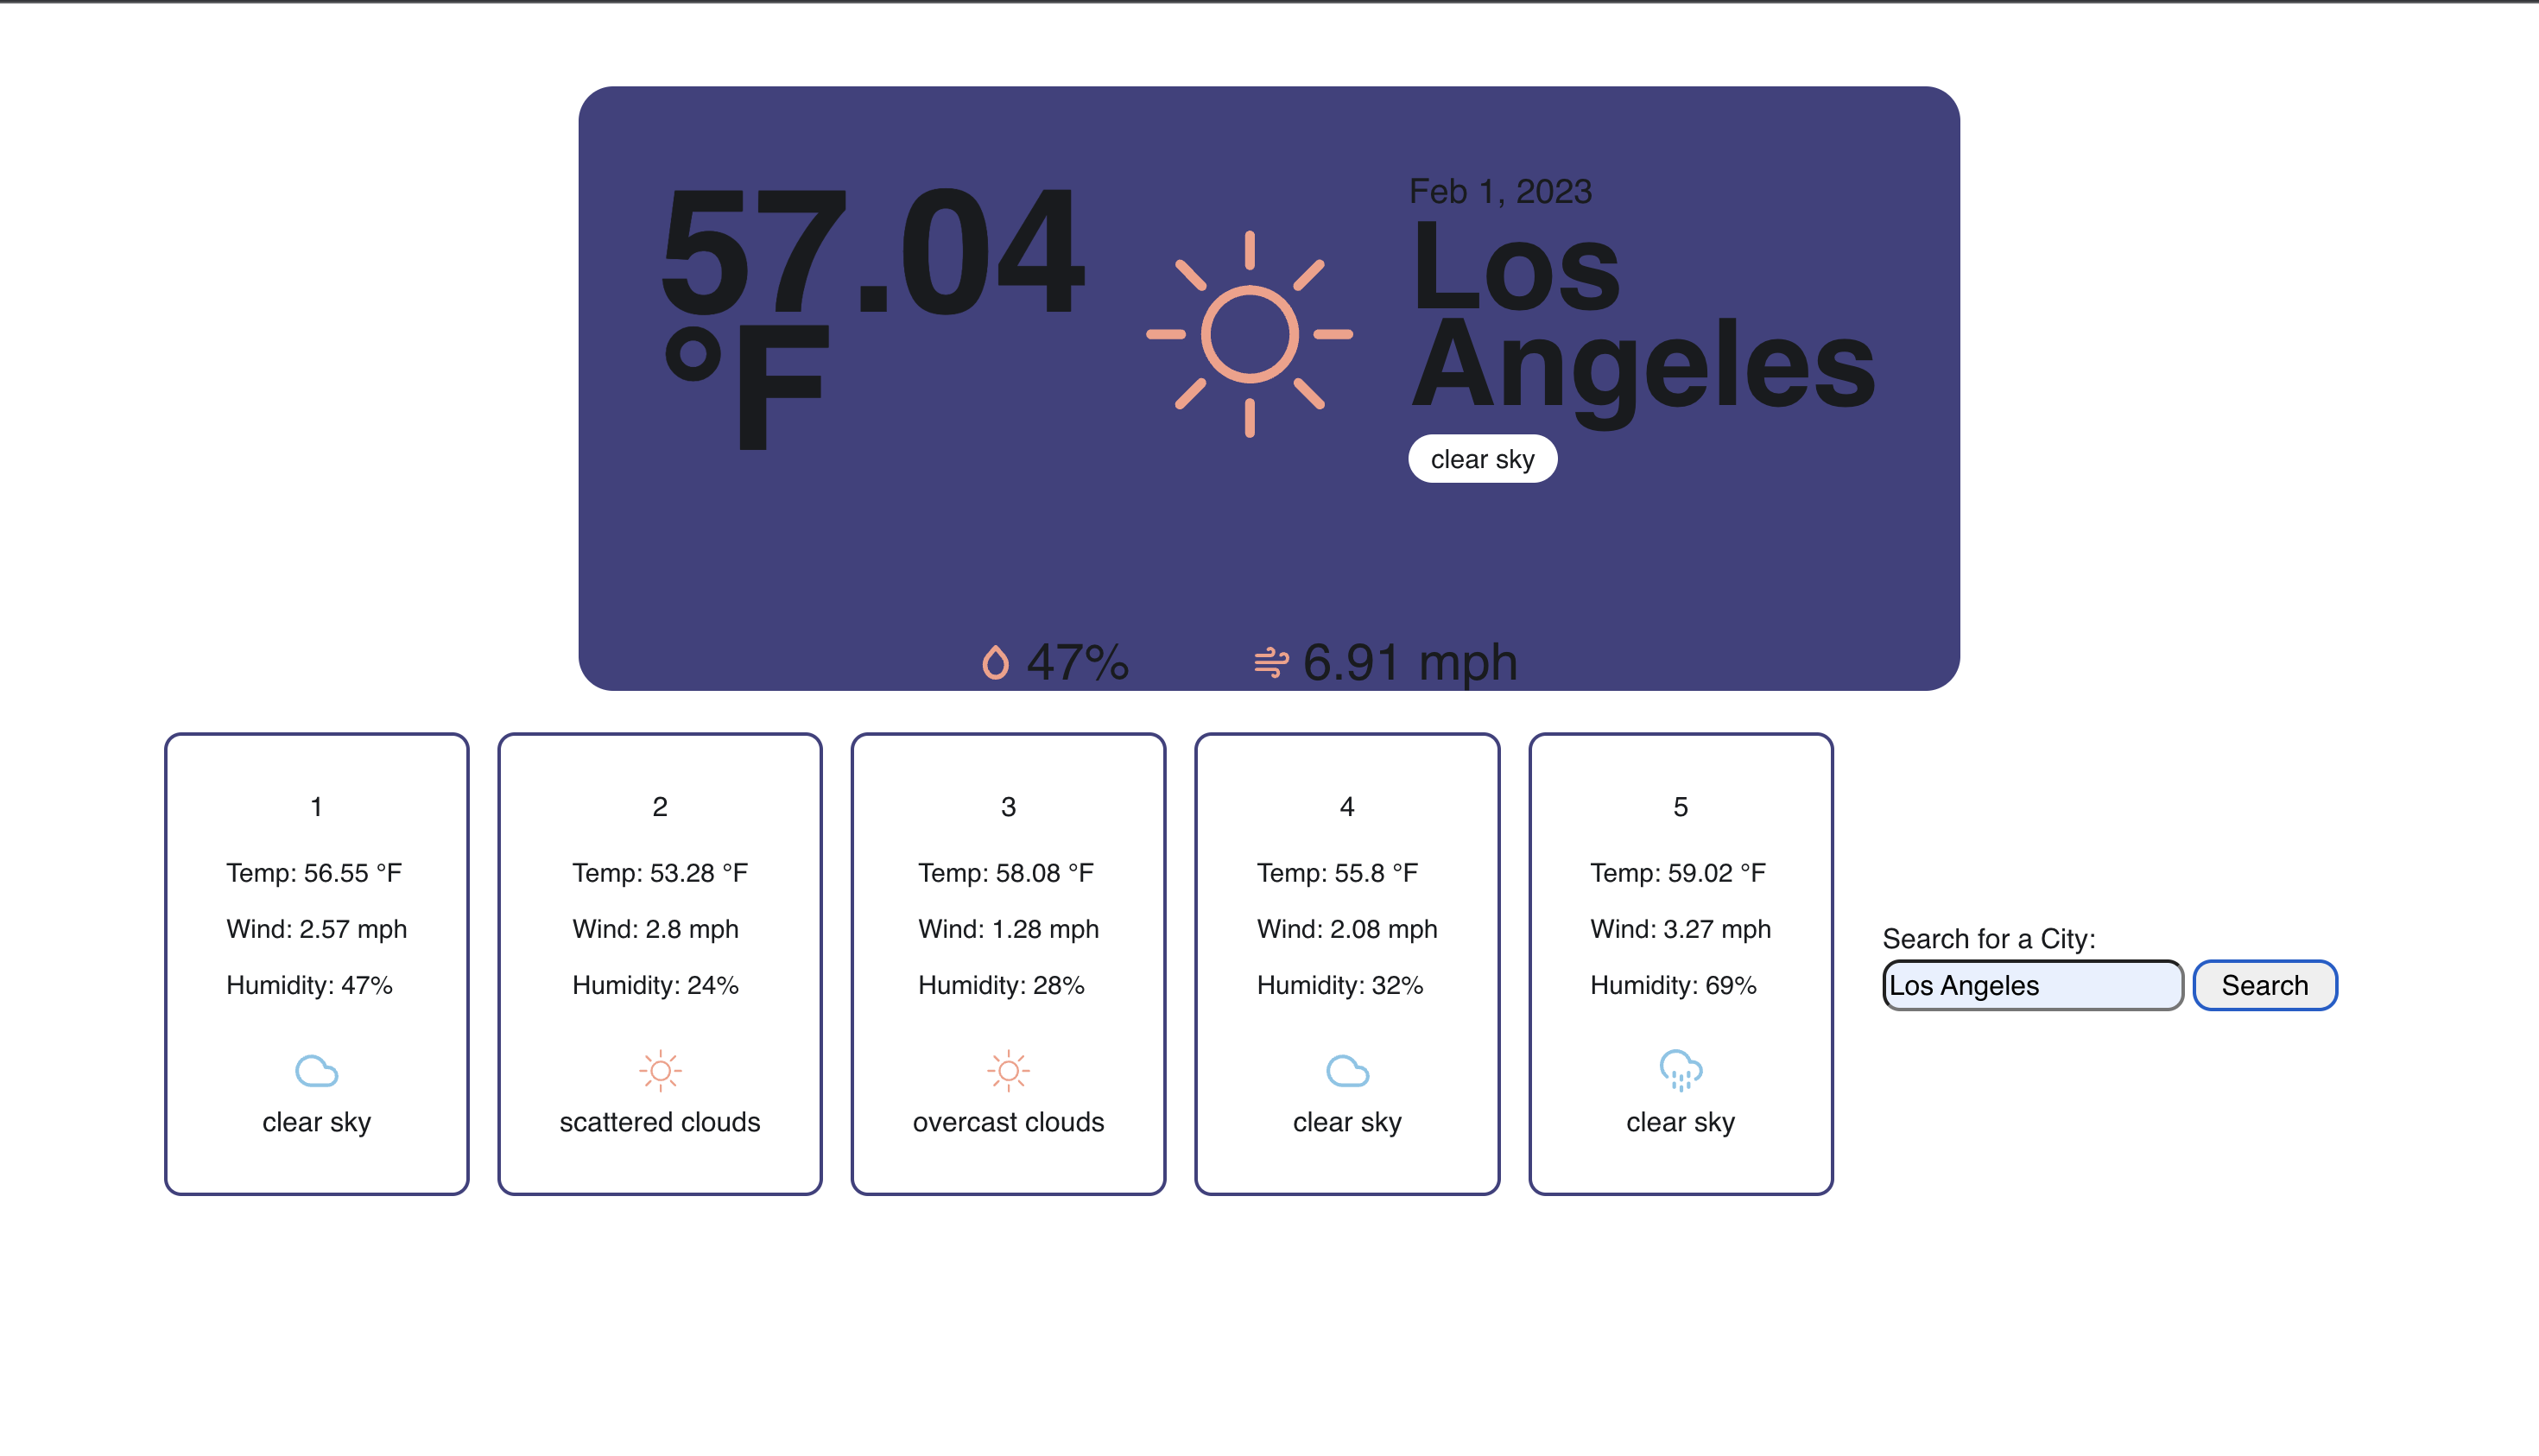 57.04
°F
Feb 1, 2023
Los
Angeles
clear sky
47%
6.91 mph
1
Temp: 56.55 °F
Wind: 2.57 mph
Humidity: 47%
clear sky
2
Temp: 53.28 °F
Wind: 2.8 mph
Humidity: 24%
scattered clouds
3
Temp: 58.08 °F
Wind: 1.28 mph
Humidity: 28%
overcast clouds
4
Temp: 55.8 °F
Wind: 2.08 mph
Humidity: 32%
clear sky
5
Temp: 59.02 °F
Wind: 3.27 mph
Humidity: 69%
clear sky
Search for a City:
Los Angeles
Search